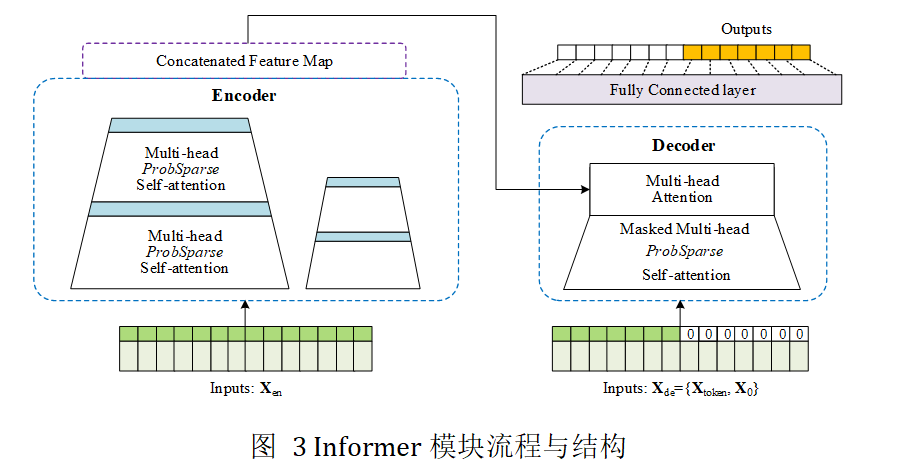 Outputs
Concatenated Feature Map
Fully Connected layer
Encoder
Multi-head
ProbSparse
Self-attention
Multi-head
ProbSparse
Self-attention
Decoder
Multi-head
Attention
Masked Multi-head
ProbSparse
Self-attention
0 0 0 0 0 0 0
Inputs: Xen
Inputs: Xde={Xtoken, X0}
图 3 Informer 模块流程与结构